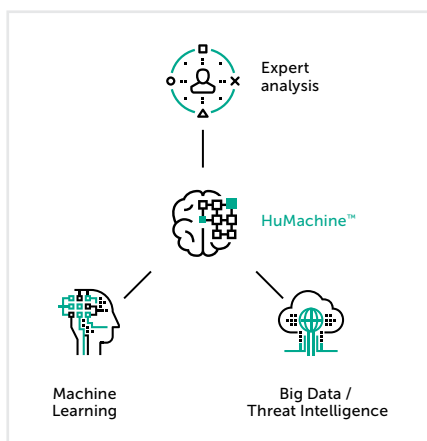 Expert
analysis
HuMachine™
Machine
Learning
Big Data /
Threat Intelligence